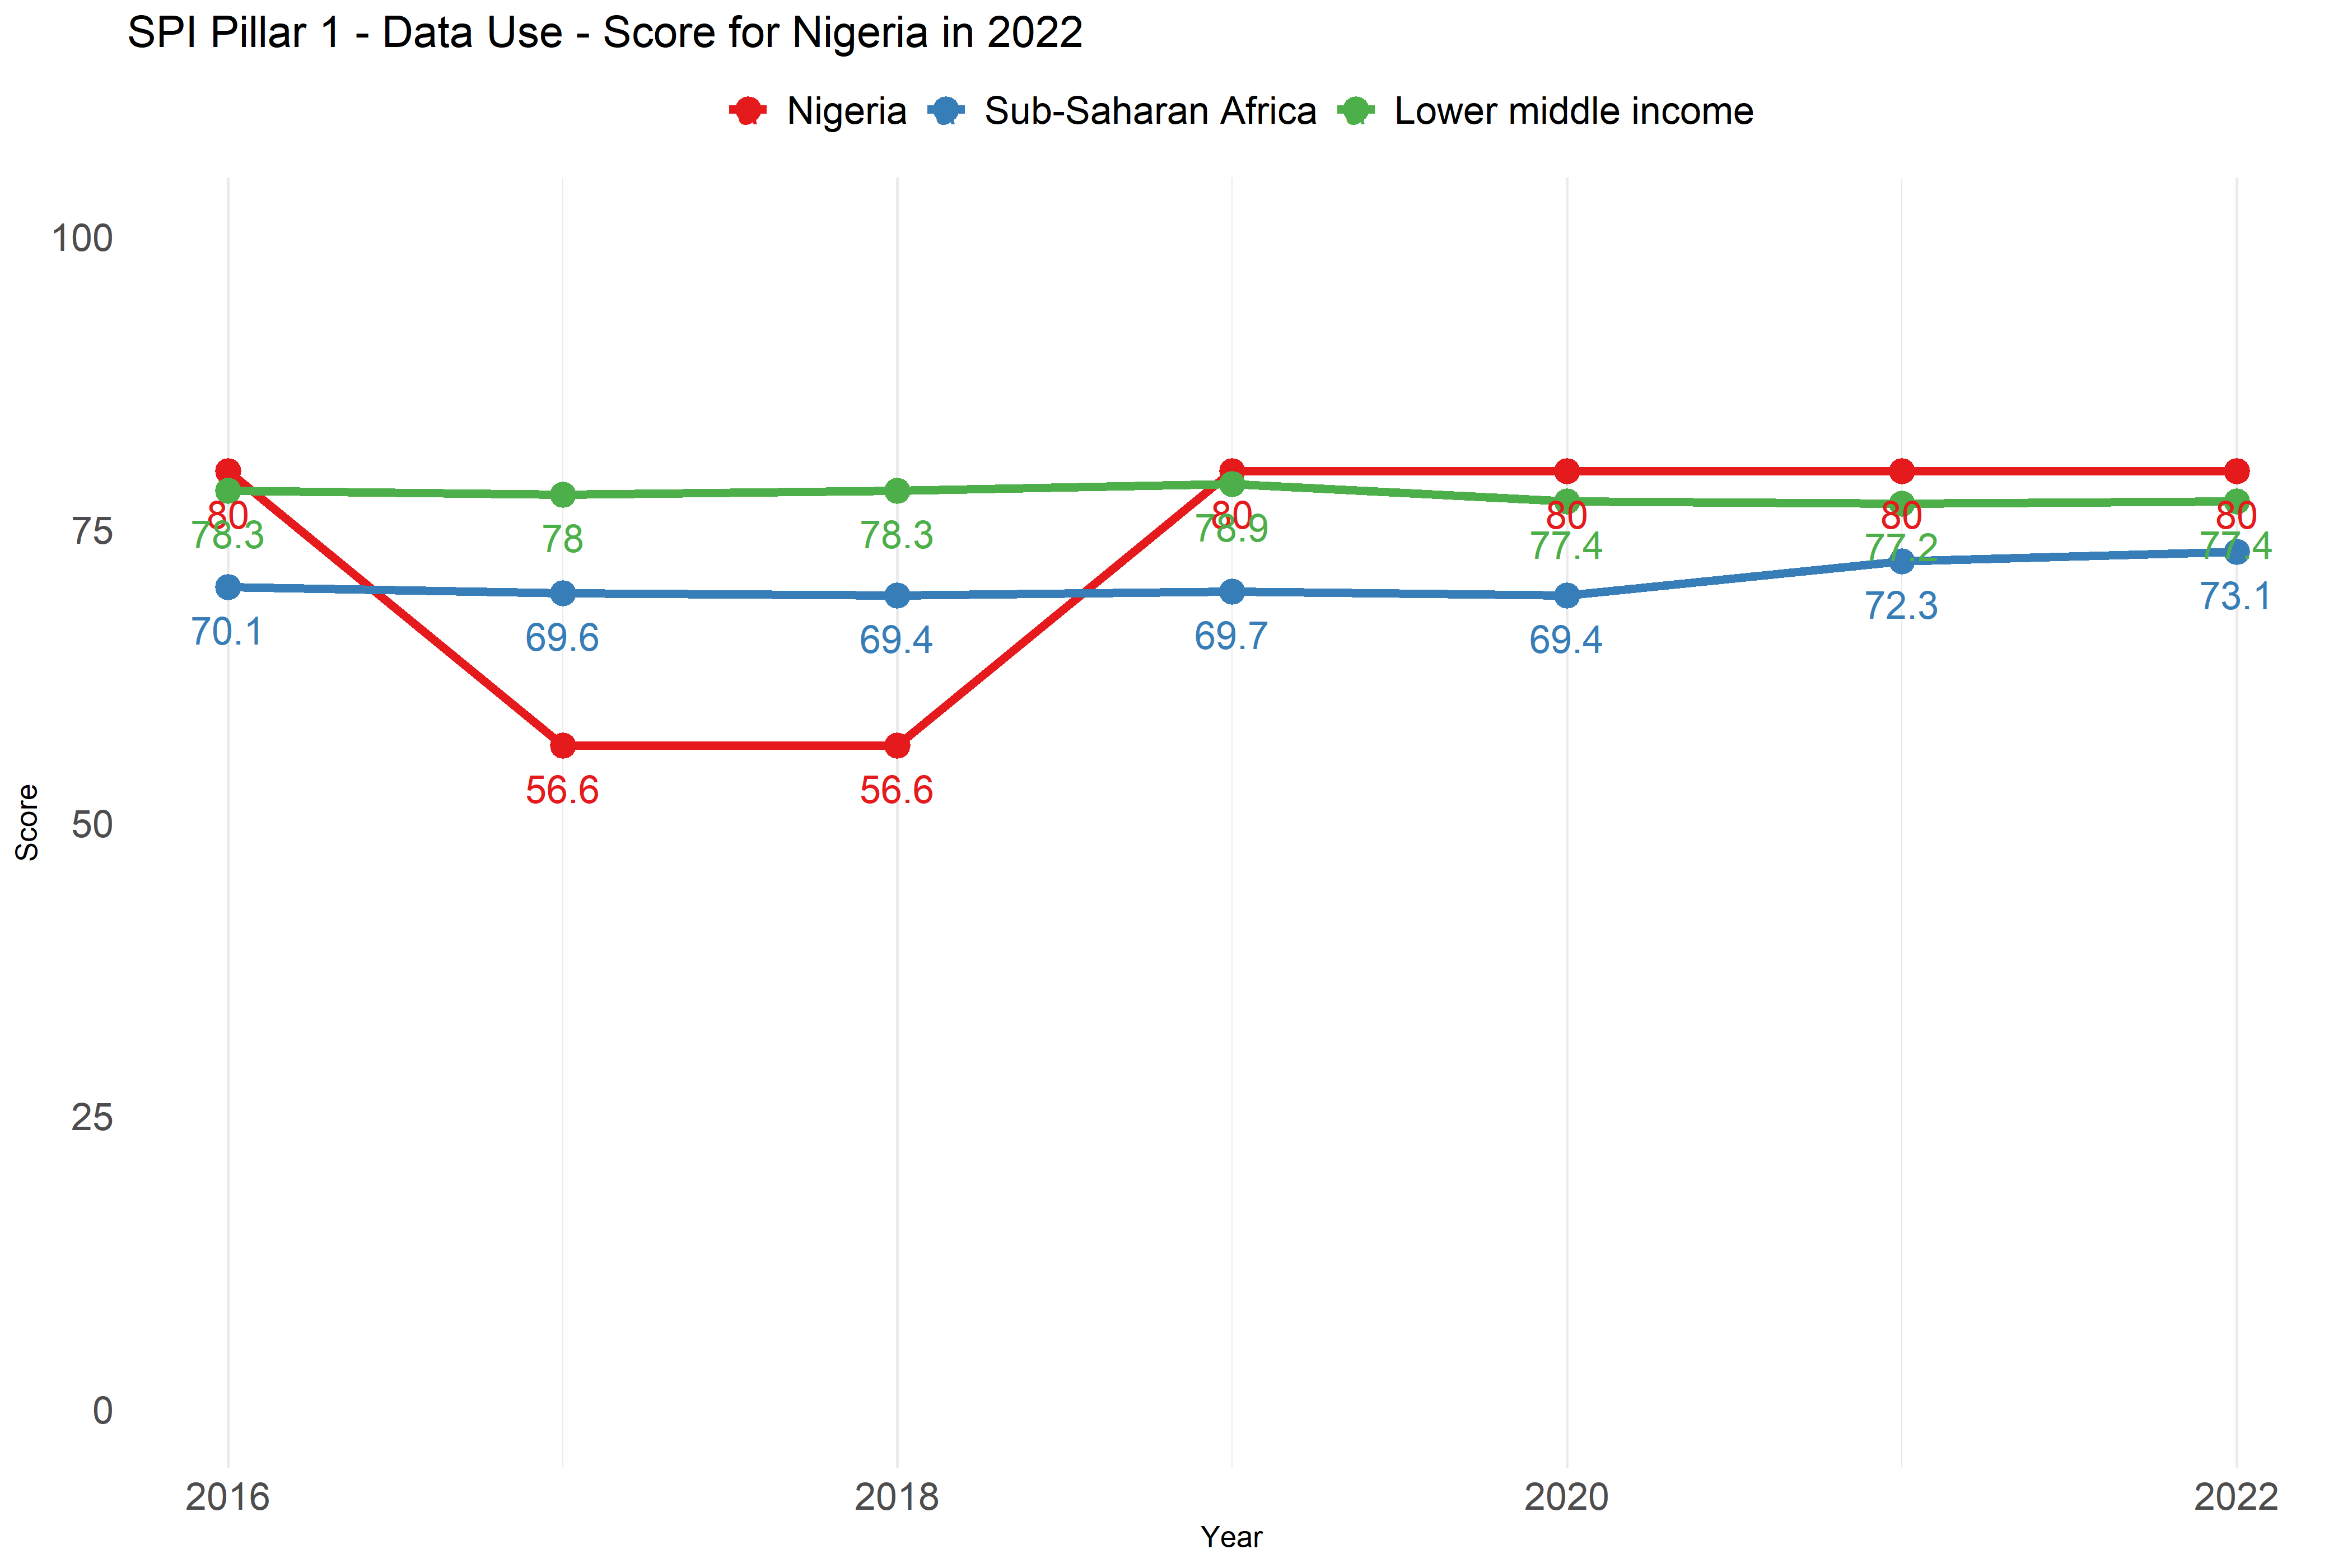 SPI Pillar 1 - Data Use - Score for Nigeria in 2022
Nigeria Sub-Saharan Africa Lower middle income
100
80 80 80 80 80
75
78.3 78 78.3 78.9 77.4 77.2 77.4
70.1 69.6 69.4 69.7 69.4 72.3 73.1
56.6 56.6
Score
50
25
0
2016 2018 2020 2022
Year